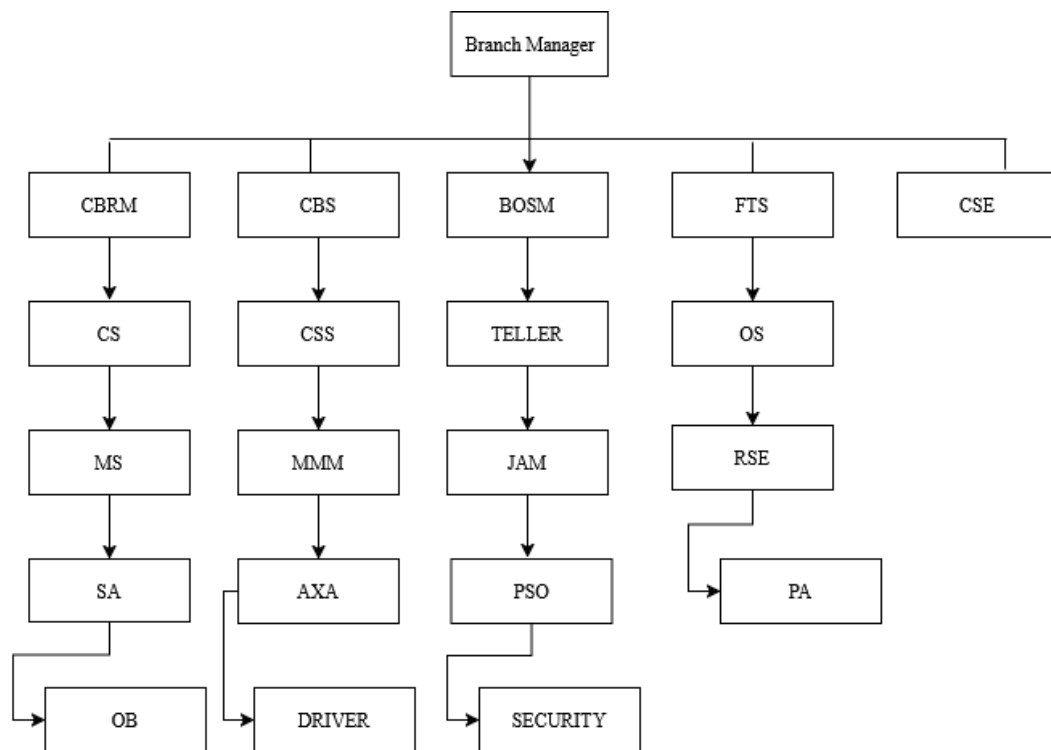 Branch Manager
CBRM
CBS
BOSM
FTS
CSE
CS
CSS
TELLER
OS
MS
MMM
JAM
RSE
SA
AXA
PSO
PA
OB
DRIVER
SECURITY